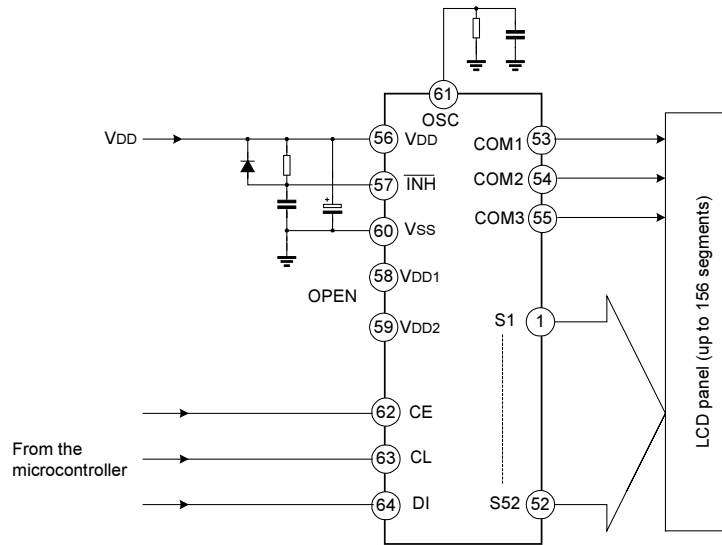 61
OSC
VDD
56
VDD
COM1
53
57
INH
COM2
54
60
VSS
COM3
55
58
VDD1
OPEN
59
VDD2
S1
1
LCD panel (up to 156 segments)
62
CE
From the
microcontroller
63
CL
64
DI
S52
52
+